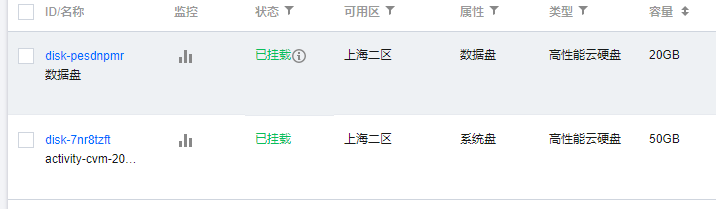 ID/名称 监控 状态 可用区 属性 类型 容量
disk-pesdnpmr 已挂载 上海二区 数据盘 高性能云硬盘 20GB
数据盘
disk-7nr8tzft 已挂载 上海二区 系统盘 高性能云硬盘 50GB
activity-cvm-20...